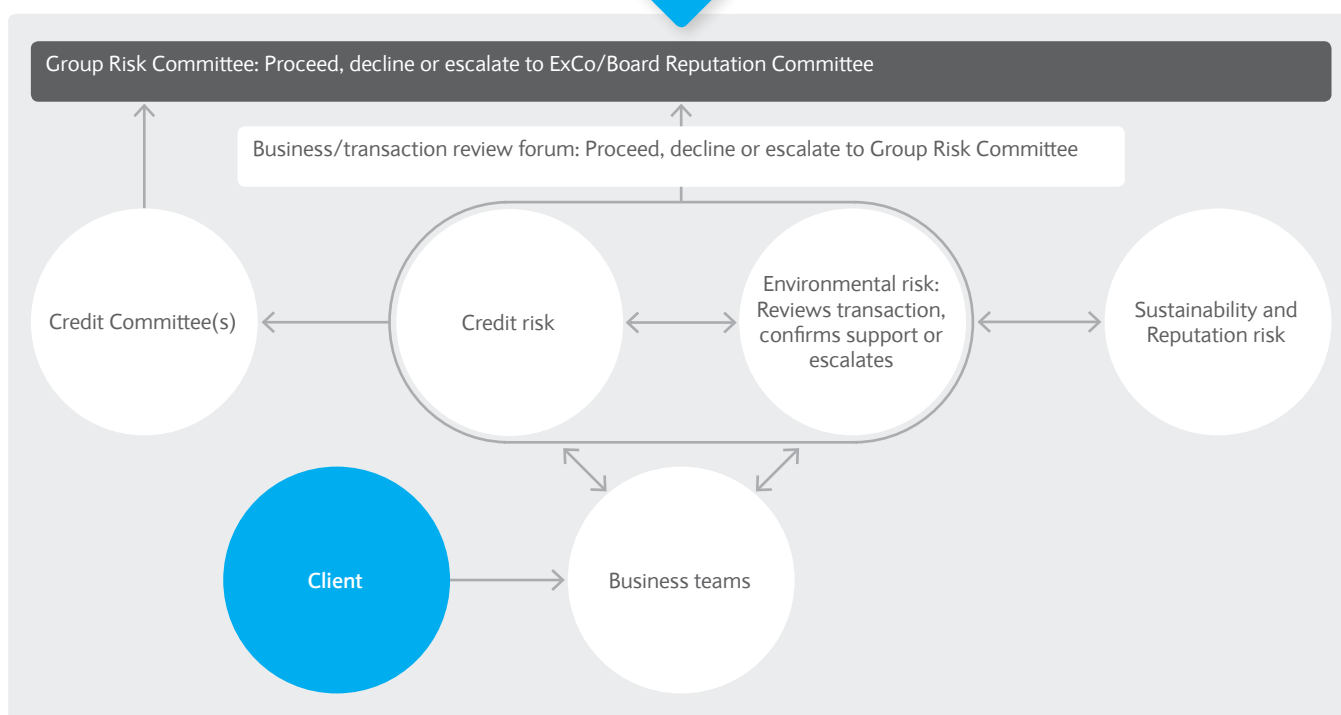 Group Risk Committee: Proceed, decline or escalate to ExCo/Board Reputation Committee
Business/transaction review forum: Proceed, decline or escalate to Group Risk Committee
Credit Committee(s)
Credit risk
Environmental risk:
Reviews transaction,
confirms support or
escalates
Sustainability and
Reputation risk
Client
Business teams